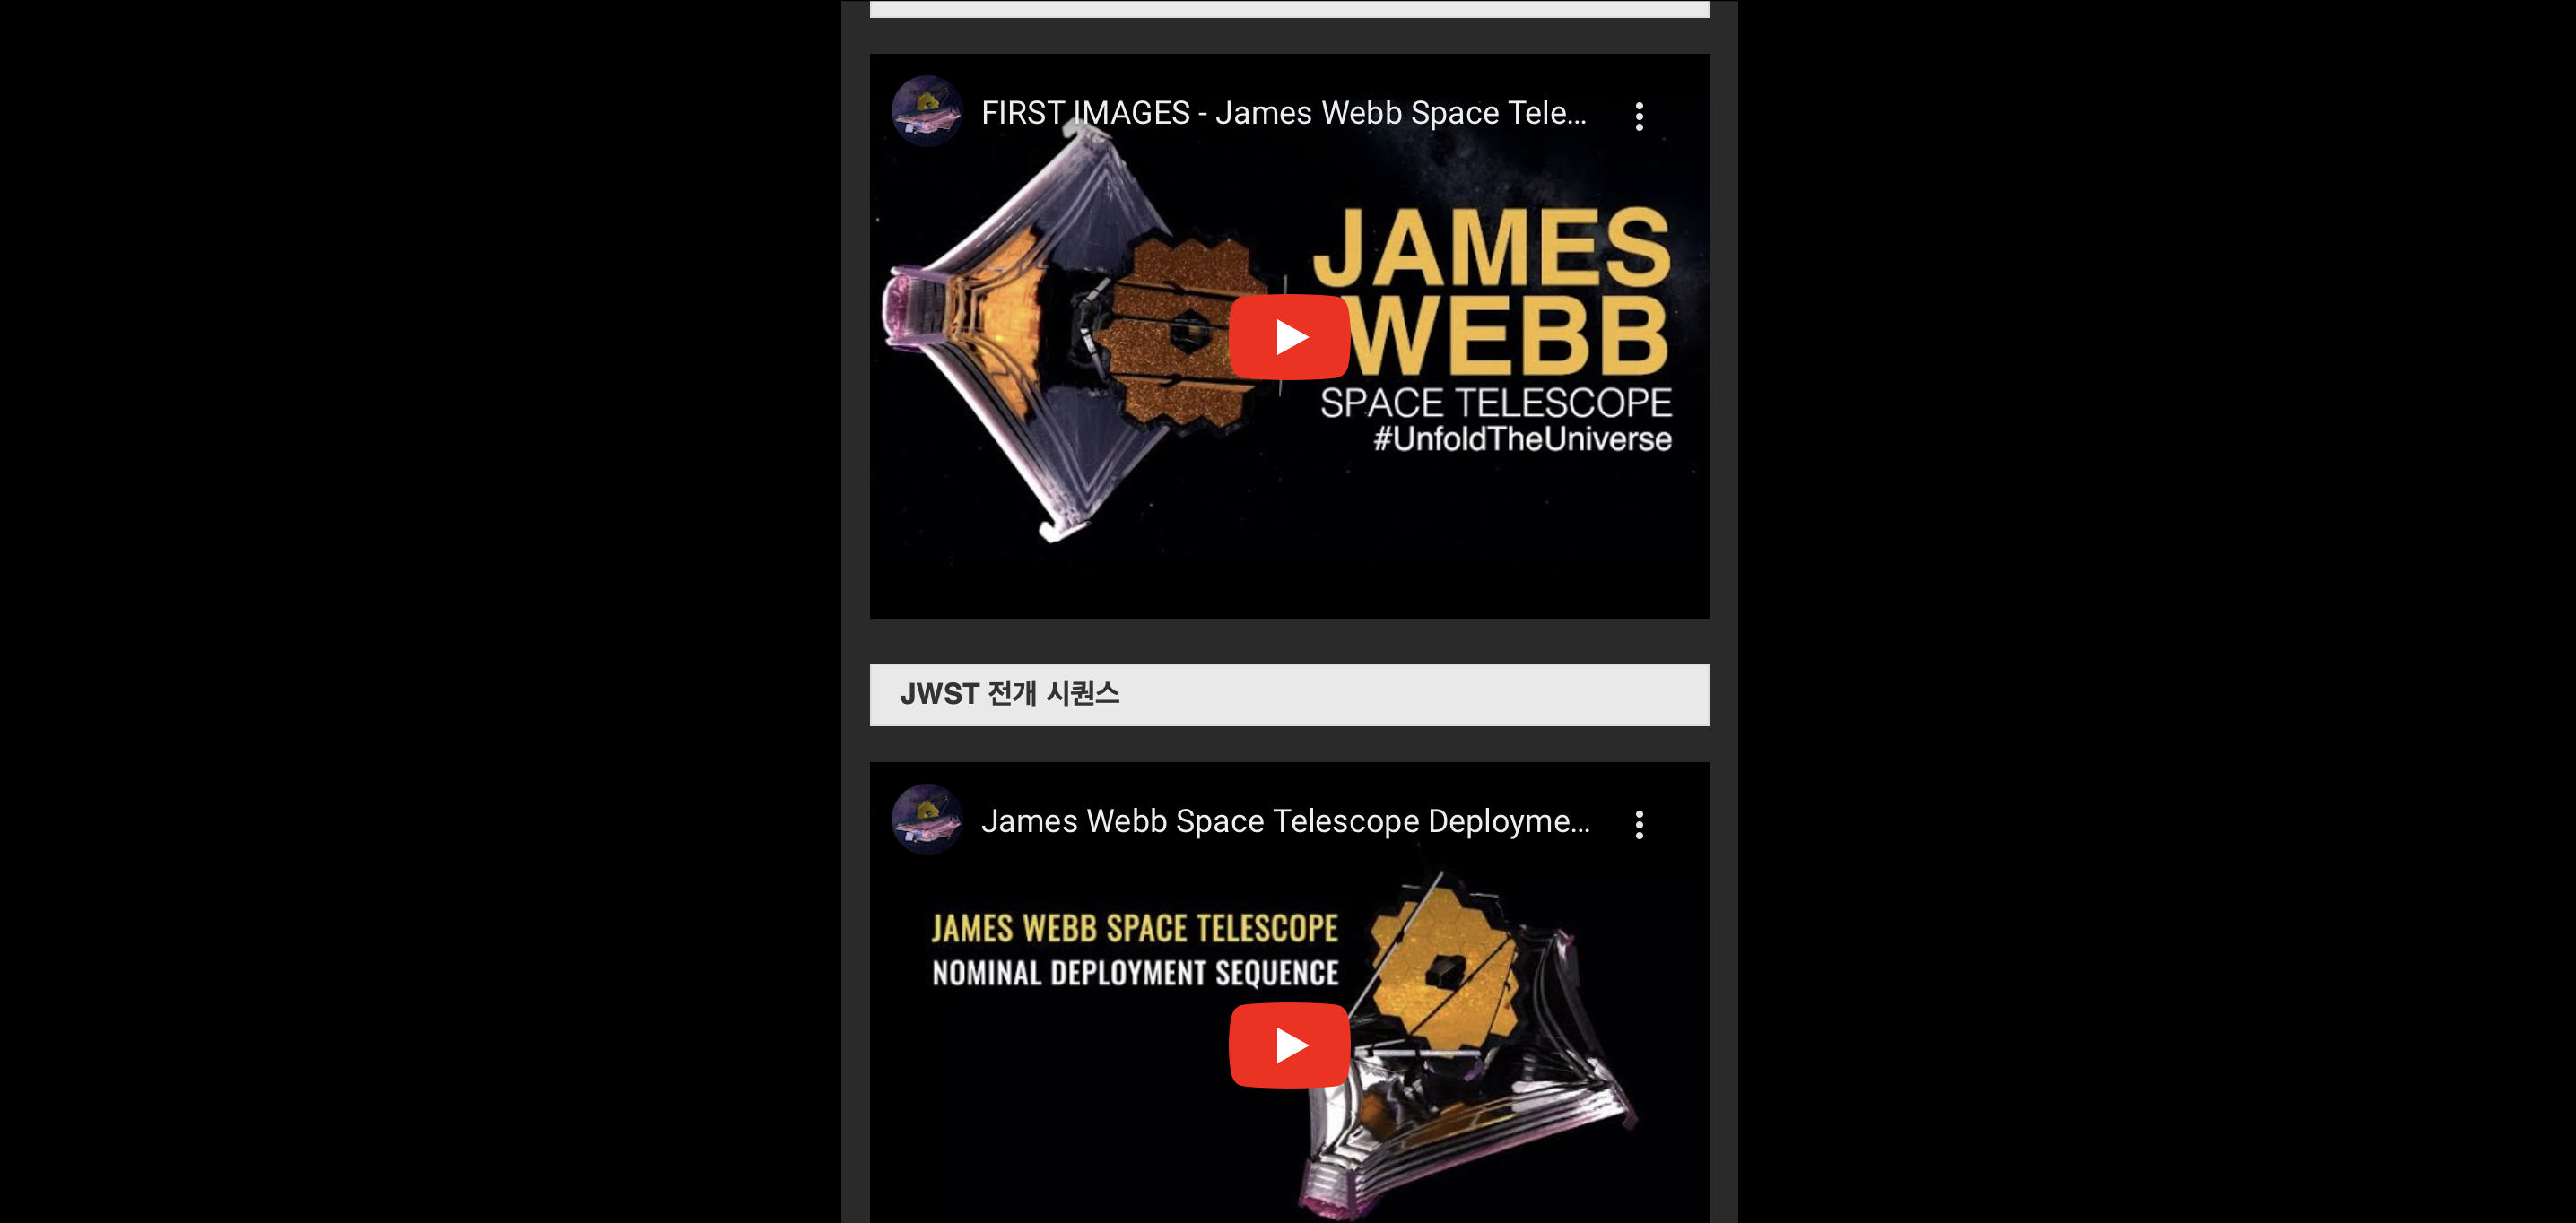 FIRST IMAGES - James Webb Space Tele...
JAMES
WEBB
SPACE TELESCOPE
#UnfoldTheUniverse
JWST 전개 시퀀스
James Webb Space Telescope Deployme...
JAMES WEBB SPACE TELESCOPE
NOMINAL DEPLOYMENT SEQUENCE